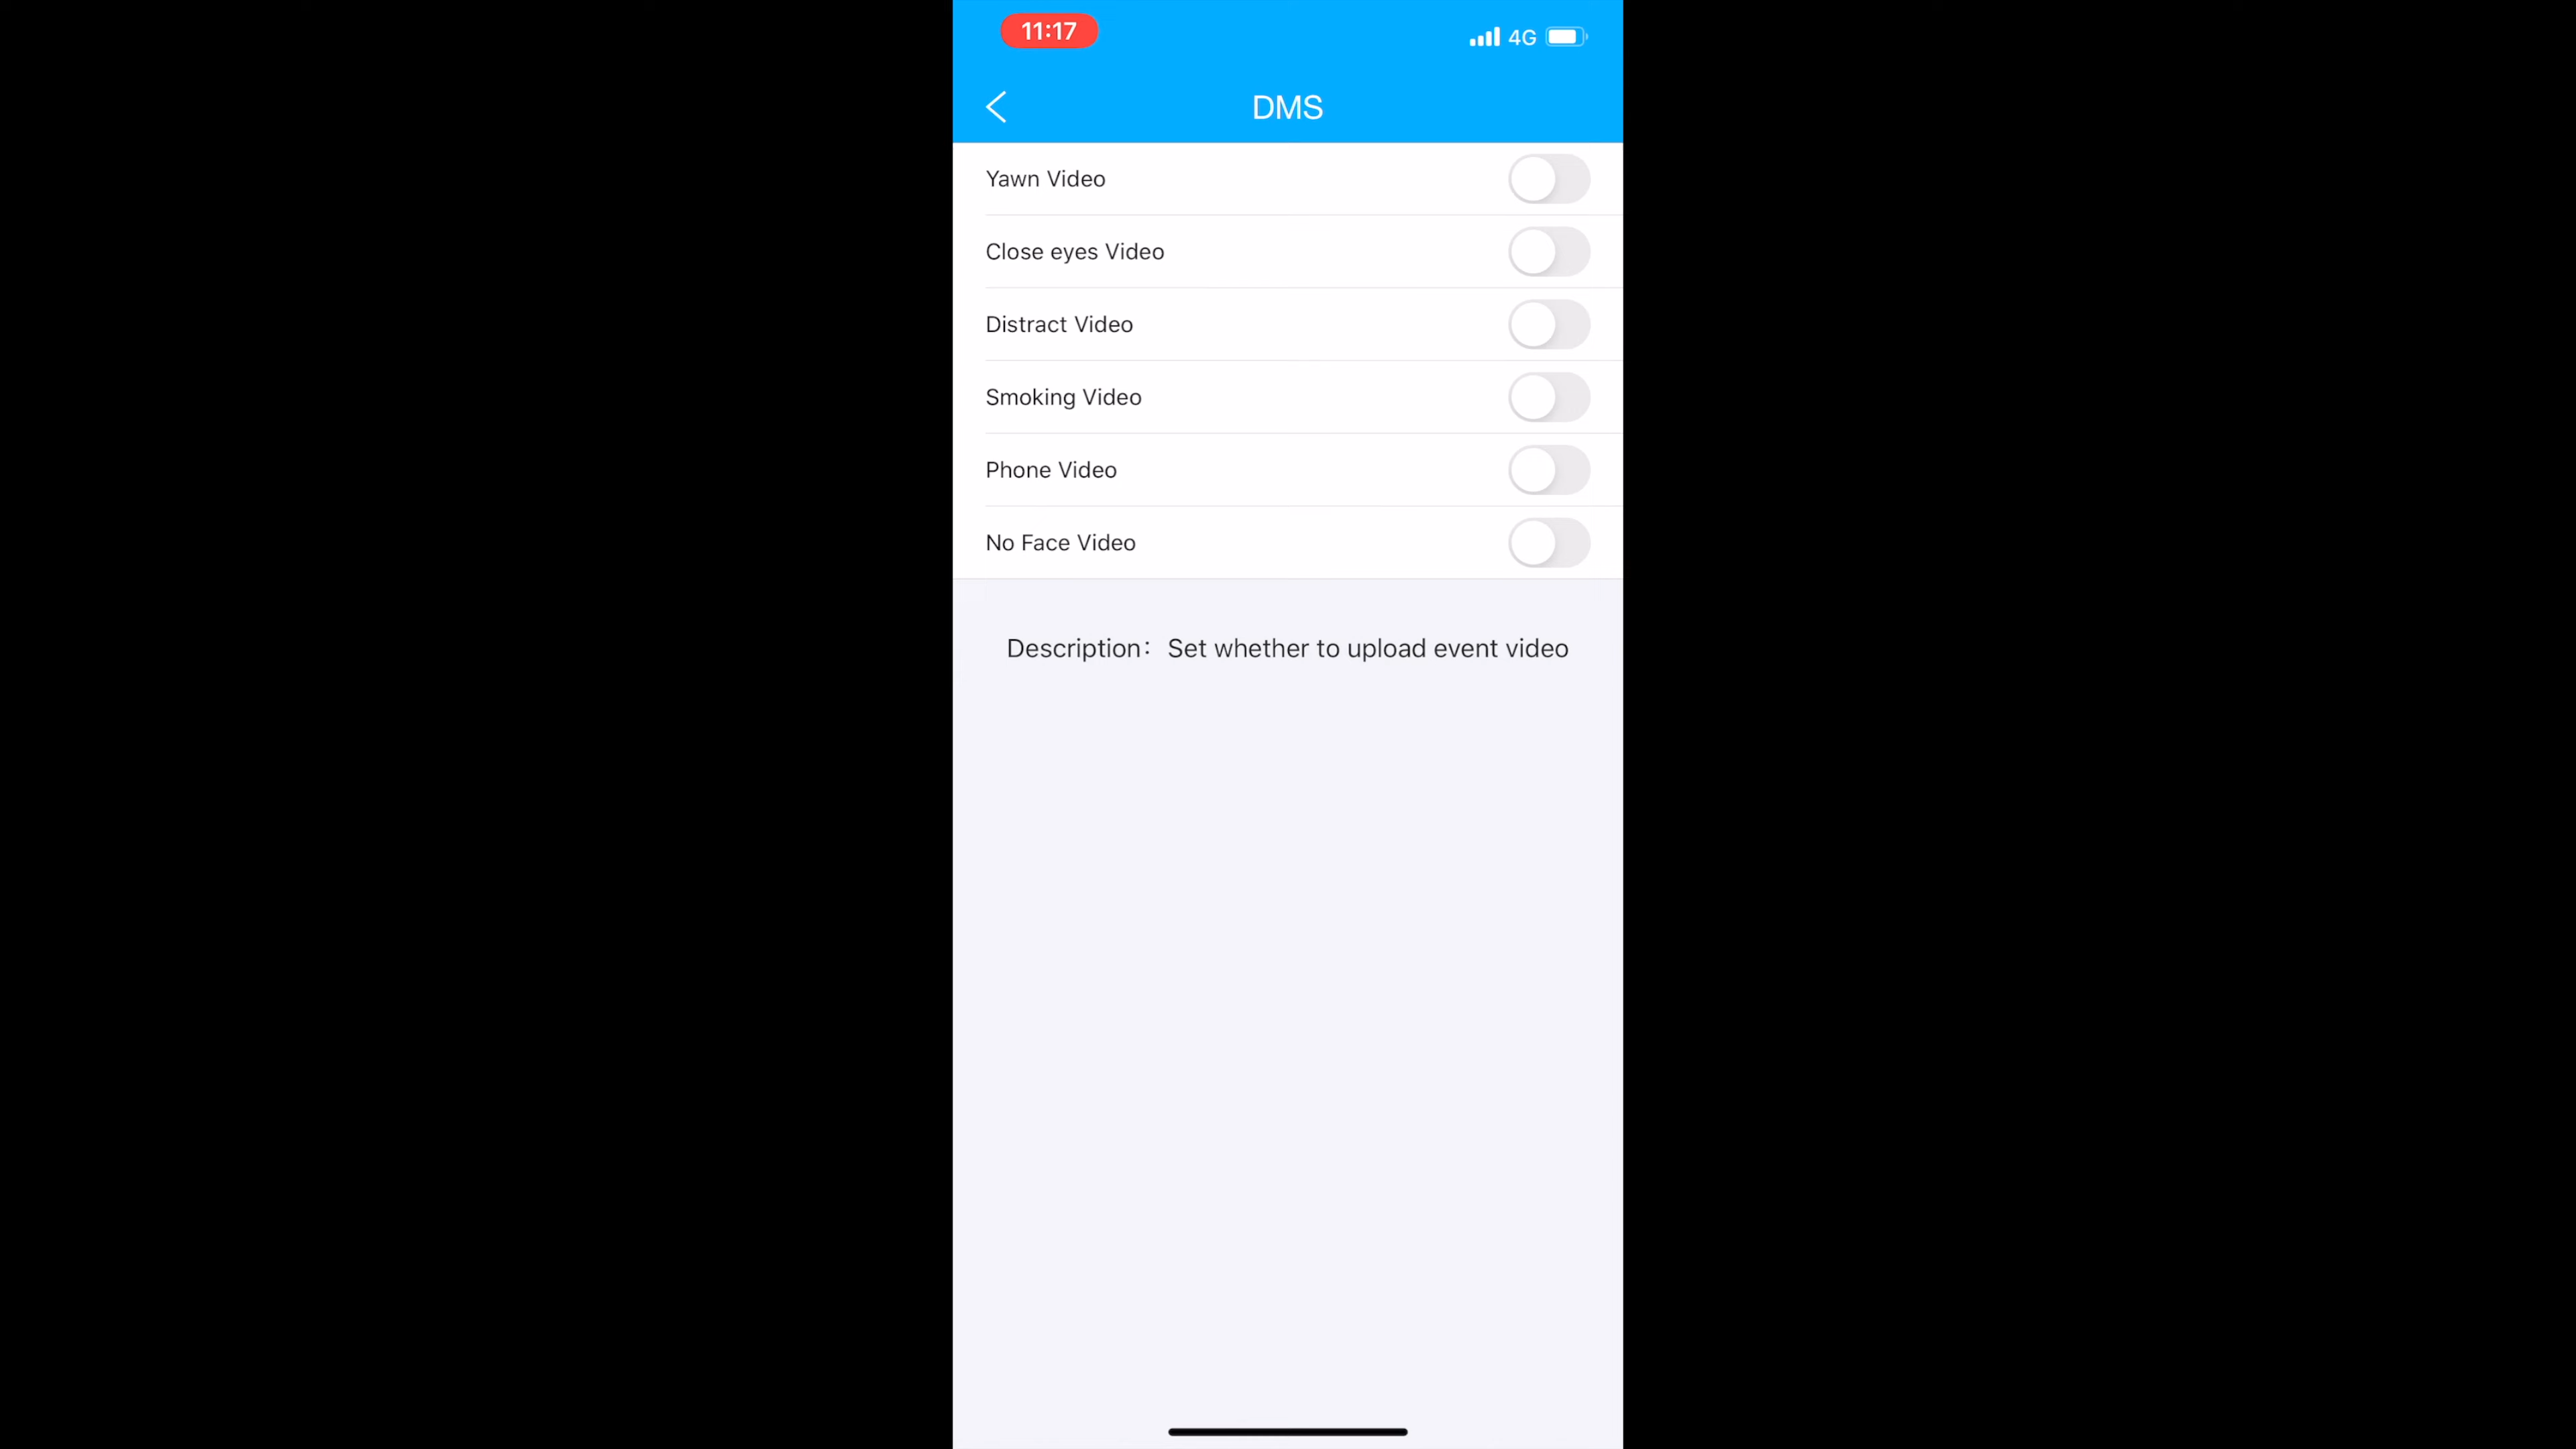 11:17
4G
DMS
Yawn Video
Close eyes Video
Distract Video
Smoking Video
Phone Video
No Face Video
Description： Set whether to upload event video